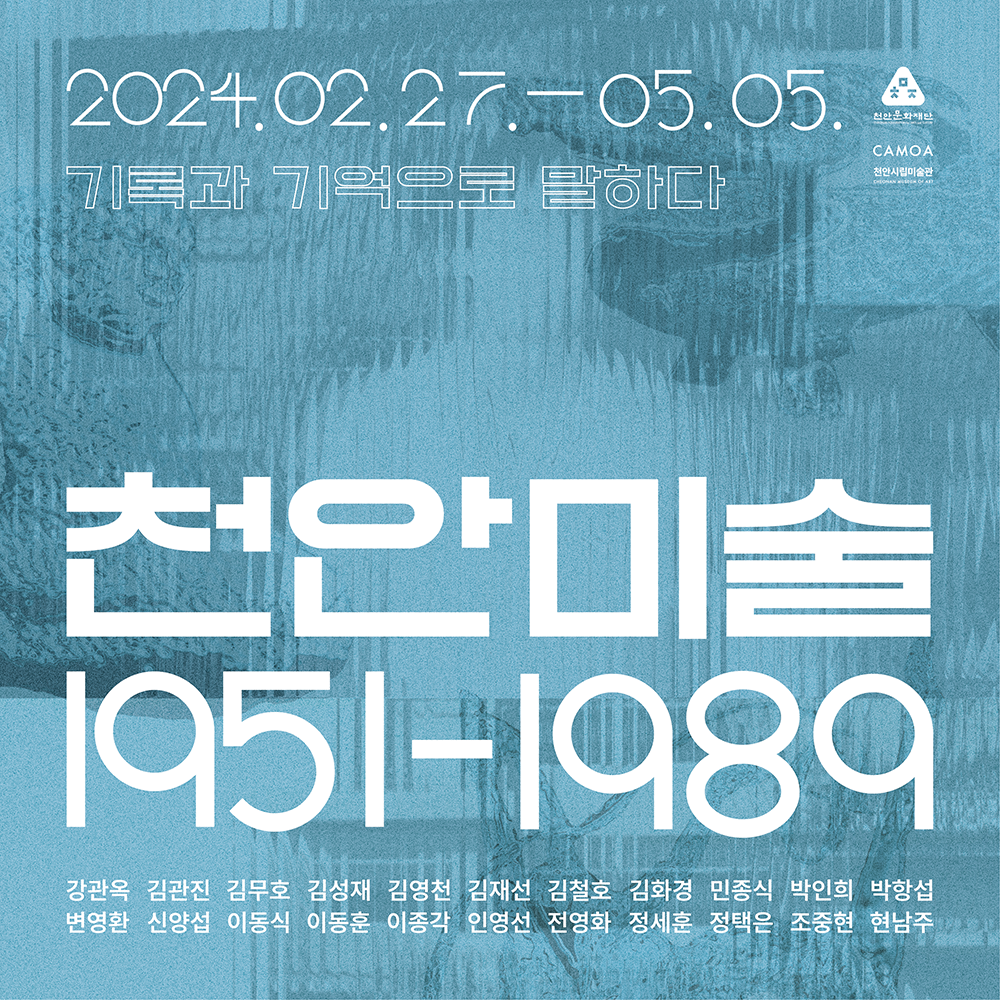 2024.02.27.—05.05.
천안문화재단
CAMOA
천안시립미술관
CHEONAN MUSEUM OF ART
기록과 기억으로 말하다
천안미술
1951-1989
강관옥 김관진 김무호 김성재 김영천 김재선 김철호 김화경 민종식 박인희 박항섭
변영환 신양섭 이동식 이동훈 이종각 인영선 전영화 정세훈 정택은 조중현 현남주